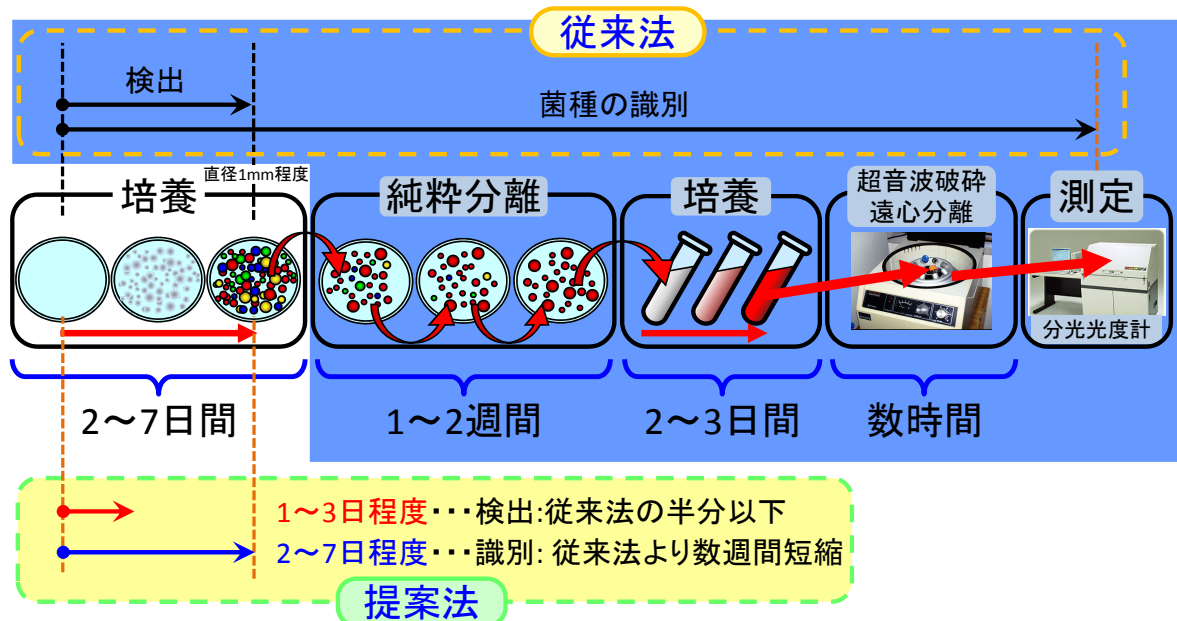 従来法
検出
菌種の識別
培養
直径1mm程度
純粋分離
培養
超音波破砕
遠心分離
測定
分光光度計
2～7日間
1～2週間
2～3日間
数時間
1～3日程度･･･検出:従来法の半分以下
2～7日程度･･･識別: 従来法より数週間短縮
提案法